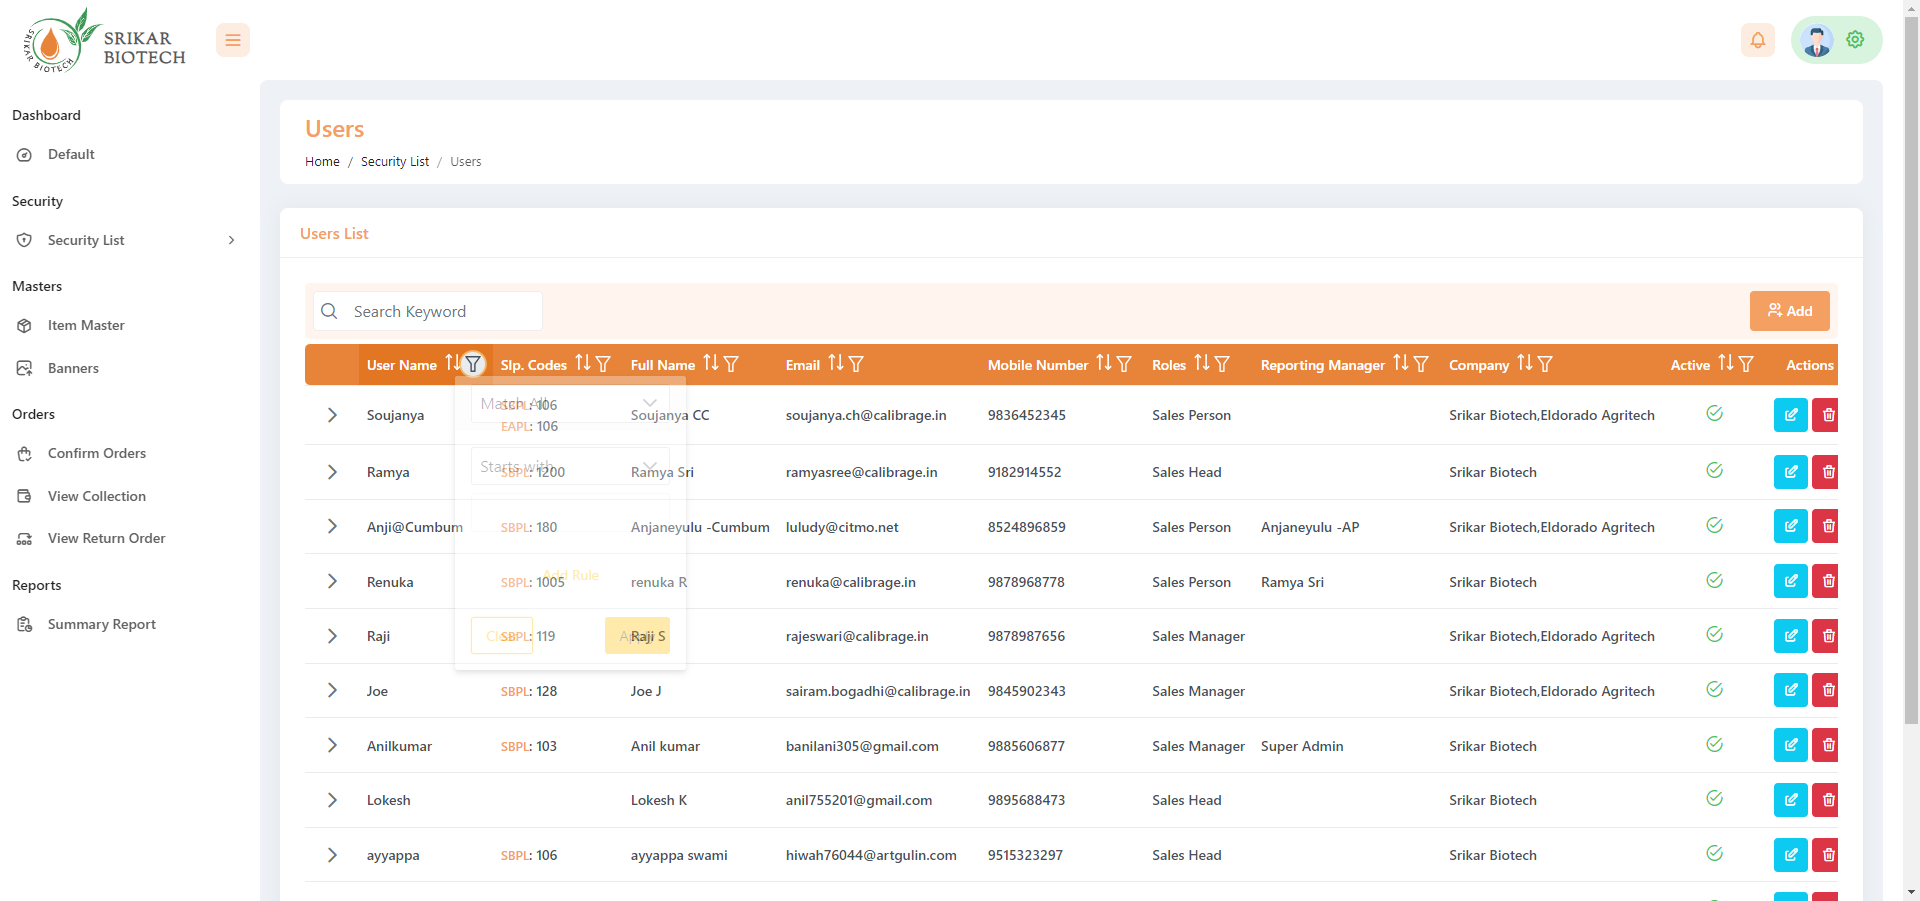 SRIKAR BIOTECH
SRIKAR
BIOTECH
Dashboard
Default
Security
Security List
Masters
Item Master
Banners
Orders
Confirm Orders
View Collection
View Return Order
Reports
Summary Report
Users
Home / Security List / Users
Users List
Search Keyword
Add
User Name Slp. Codes Full Name Email Mobile Number Roles Reporting Manager Company Active Actions
Match All
Starts with
Add Rule
Soujanya SBPL: 106 Soujanya CC soujanya.ch@calibrage.in 9836452345 Sales Person Srikar Biotech,Eldorado Agritech
EAPL: 106
Ramya SBPL: 1200 Ramya Sri ramyasree@calibrage.in 9182914552 Sales Head Srikar Biotech
Anji@Cumbum SBPL: 180 Anjaneyulu -Cumbum luludy@citmo.net 8524896859 Sales Person Anjaneyulu -AP Srikar Biotech,Eldorado Agritech
Renuka SBPL: 1005 renuka R renuka@calibrage.in 9878968778 Sales Person Ramya Sri Srikar Biotech
Raji SBPL: 119 Raji S rajeswari@calibrage.in 9878987656 Sales Manager Srikar Biotech,Eldorado Agritech
Joe SBPL: 128 Joe J sairam.bogadhi@calibrage.in 9845902343 Sales Manager Srikar Biotech,Eldorado Agritech
Anilkumar SBPL: 103 Anil kumar banilani305@gmail.com 9885606877 Sales Manager Super Admin Srikar Biotech
Lokesh Lokesh K anil755201@gmail.com 9895688473 Sales Head Srikar Biotech
ayyappa SBPL: 106 ayyappa swami hiwah76044@artgulin.com 9515323297 Sales Head Srikar Biotech